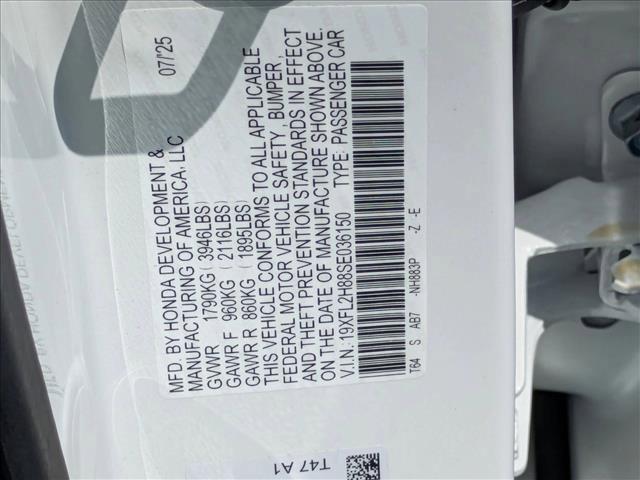 MFD. BY HONDA DEVELOPMENT & 07/'25
MANUFACTURING OF AMERICA, LLC
GVWR 1790KG(3946LBS)
GAWR F 960KG(2116LBS)
GAWR R 860KG(1895LBS)
THIS VEHICLE CONFORMS TO ALL APPLICABLE
FEDERAL MOTOR VEHICLE SAFETY, BUMPER,
AND THEFT PREVENTION STANDARDS IN EFFECT
ON THE DATE OF MANUFACTURE SHOWN ABOVE.
V.I.N: 19XFL2H88SE036150 TYPE: PASSENGER CAR
T64 S AB7 -NH883P -Z -E
T47 A1